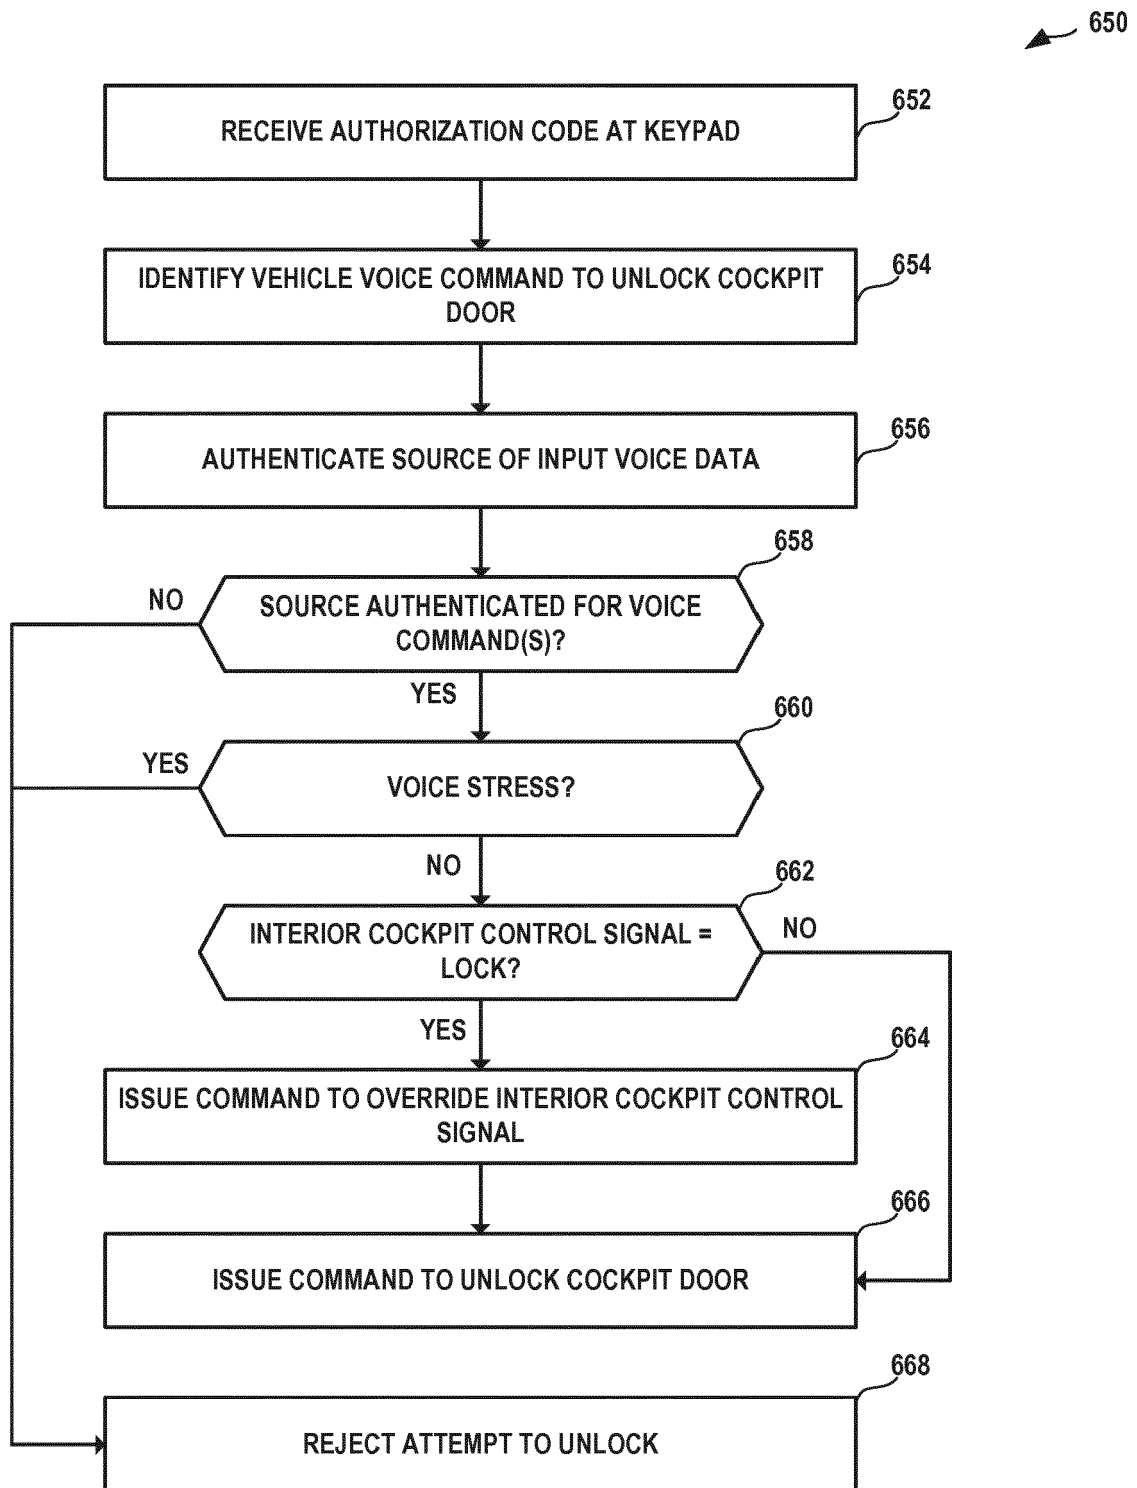 650
652
RECEIVE AUTHORIZATION CODE AT KEYPAD
654
IDENTIFY VEHICLE VOICE COMMAND TO UNLOCK COCKPIT
DOOR
656
AUTHENTICATE SOURCE OF INPUT VOICE DATA
658
NO
SOURCE AUTHENTICATED FOR VOICE
COMMAND(S)?
YES
660
YES
VOICE STRESS?
NO
662
INTERIOR COCKPIT CONTROL SIGNAL =
LOCK?
NO
YES
664
ISSUE COMMAND TO OVERRIDE INTERIOR COCKPIT CONTROL
SIGNAL
666
ISSUE COMMAND TO UNLOCK COCKPIT DOOR
668
REJECT ATTEMPT TO UNLOCK